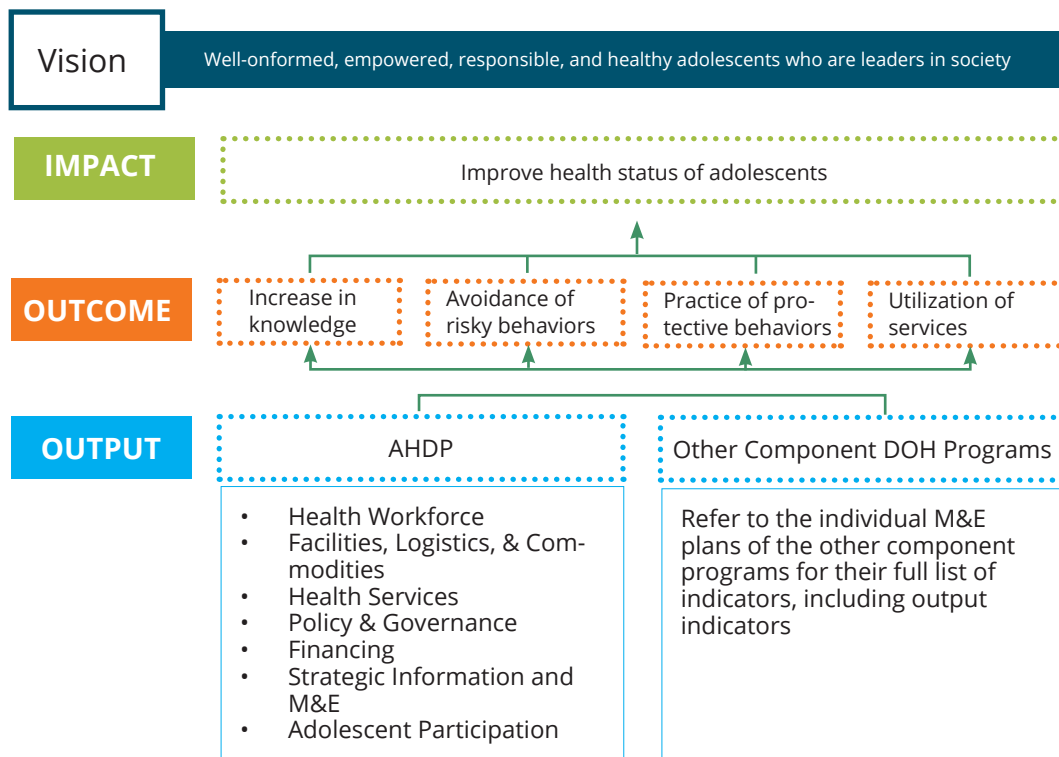 Vision
Well-onformed, empowered, responsible, and healthy adolescents who are leaders in society
IMPACT
Improve health status of adolescents
OUTCOME
Increase in
knowledge
Avoidance of
risky behaviors
Practice of pro-
tective behaviors
Utilization of
services
OUTPUT
AHDP
• Health Workforce
• Facilities, Logistics, & Com-
modities
• Health Services
• Policy & Governance
• Financing
• Strategic Information and
M&E
• Adolescent Participation
Other Component DOH Programs
Refer to the individual M&E
plans of the other component
programs for their full list of
indicators, including output
indicators